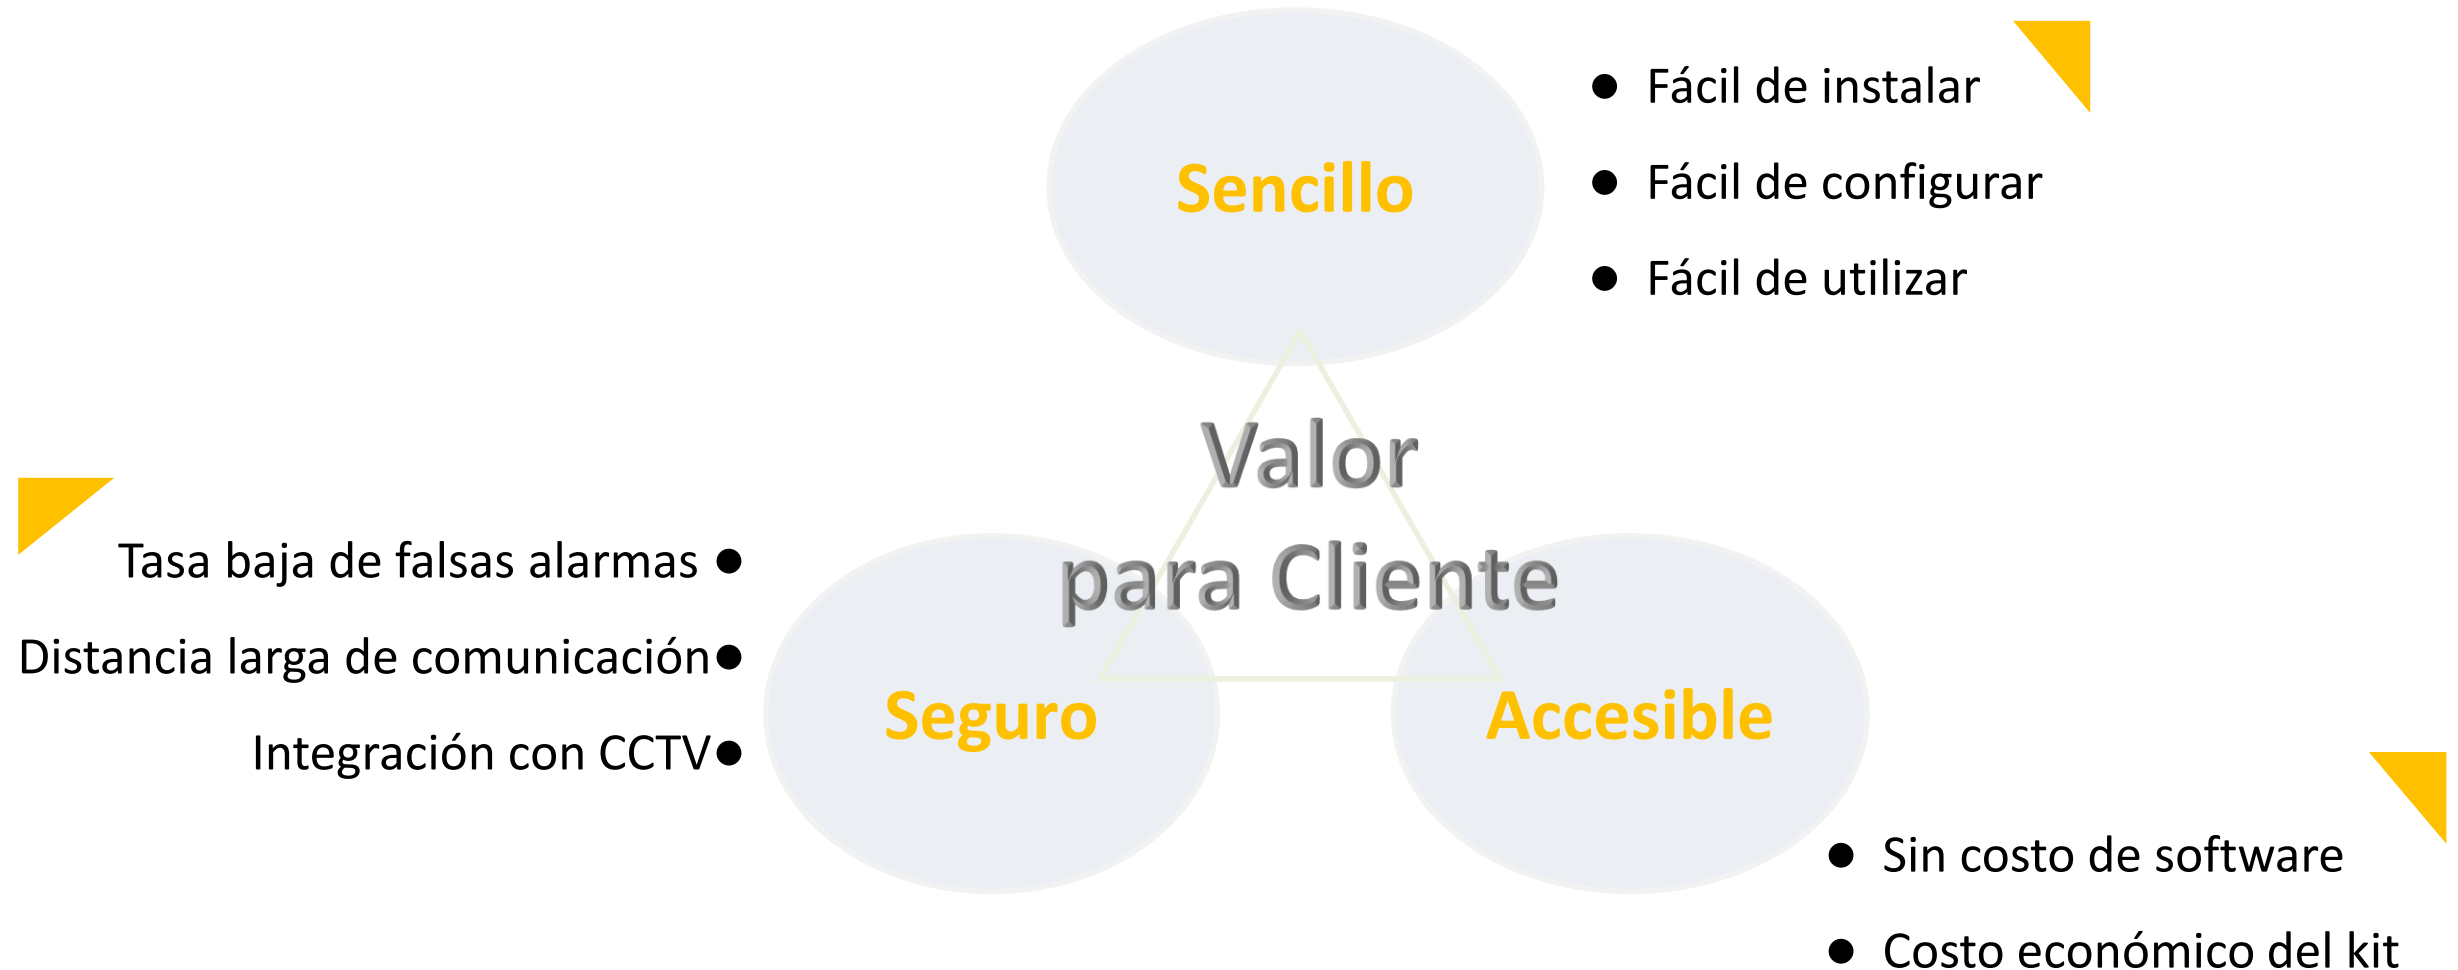 Sencillo
Fácil de instalar
Fácil de configurar
Fácil de utilizar
Valor
para Cliente
Tasa baja de falsas alarmas
Distancia larga de comunicación
Integración con CCTV
Seguro
Accesible
Sin costo de software
Costo económico del kit